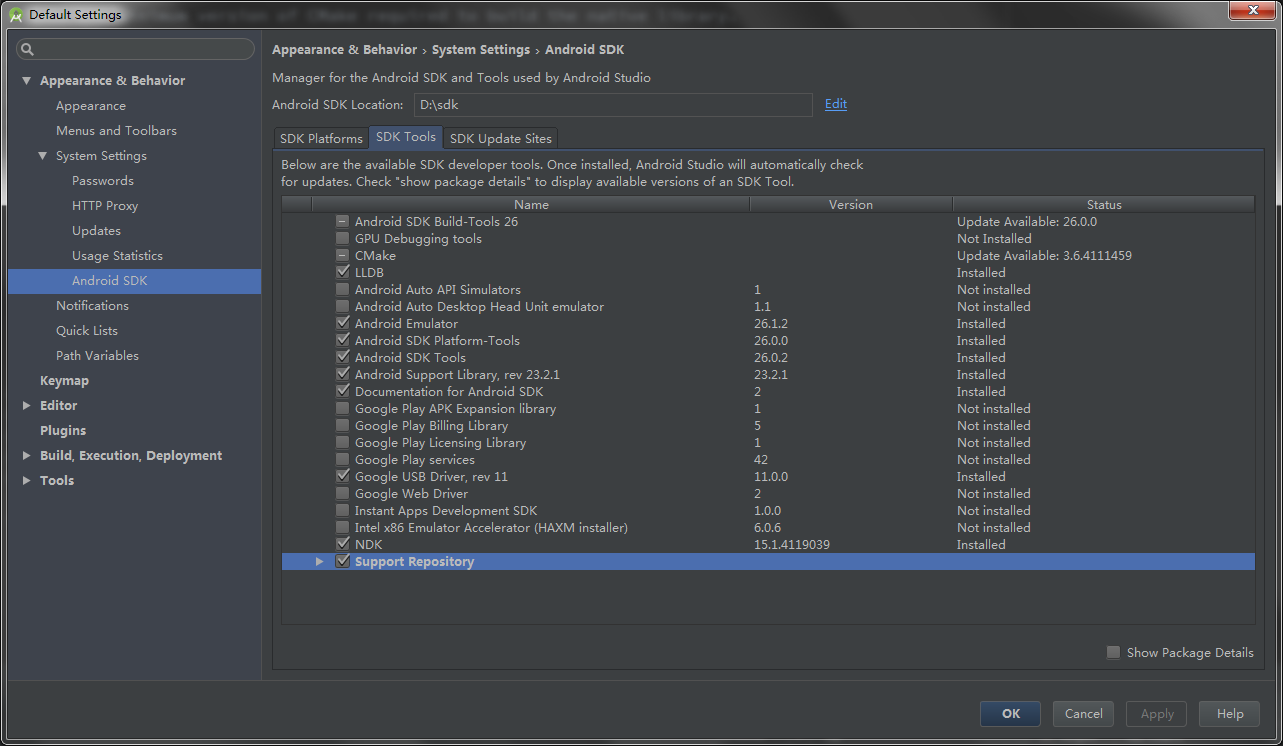 Default Settings
Appearance & Behavior
Appearance
Menus and Toolbars
System Settings
Passwords
HTTP Proxy
Updates
Usage Statistics
Android SDK
Notifications
Quick Lists
Path Variables
Keymap
Editor
Plugins
Build, Execution, Deployment
Tools
Appearance & Behavior › System Settings › Android SDK
Manager for the Android SDK and Tools used by Android Studio
Android SDK Location: D:\sdk Edit
SDK Platforms SDK Tools SDK Update Sites
Below are the available SDK developer tools. Once installed, Android Studio will automatically check
for updates. Check "show package details" to display available versions of an SDK Tool.
Name Version Status
Android SDK Build-Tools 26 Update Available: 26.0.0
GPU Debugging tools Not Installed
CMake Update Available: 3.6.4111459
LLDB Installed
Android Auto API Simulators 1 Not installed
Android Auto Desktop Head Unit emulator 1.1 Not installed
Android Emulator 26.1.2 Installed
Android SDK Platform-Tools 26.0.0 Installed
Android SDK Tools 26.0.2 Installed
Android Support Library, rev 23.2.1 23.2.1 Installed
Documentation for Android SDK 2 Installed
Google Play APK Expansion library 1 Not installed
Google Play Billing Library 5 Not installed
Google Play Licensing Library 1 Not installed
Google Play services 42 Not installed
Google USB Driver, rev 11 11.0.0 Installed
Google Web Driver 2 Not installed
Instant Apps Development SDK 1.0.0 Not installed
Intel x86 Emulator Accelerator (HAXM installer) 6.0.6 Not installed
NDK 15.1.4119039 Installed
Support Repository
Show Package Details
OK Cancel Apply Help